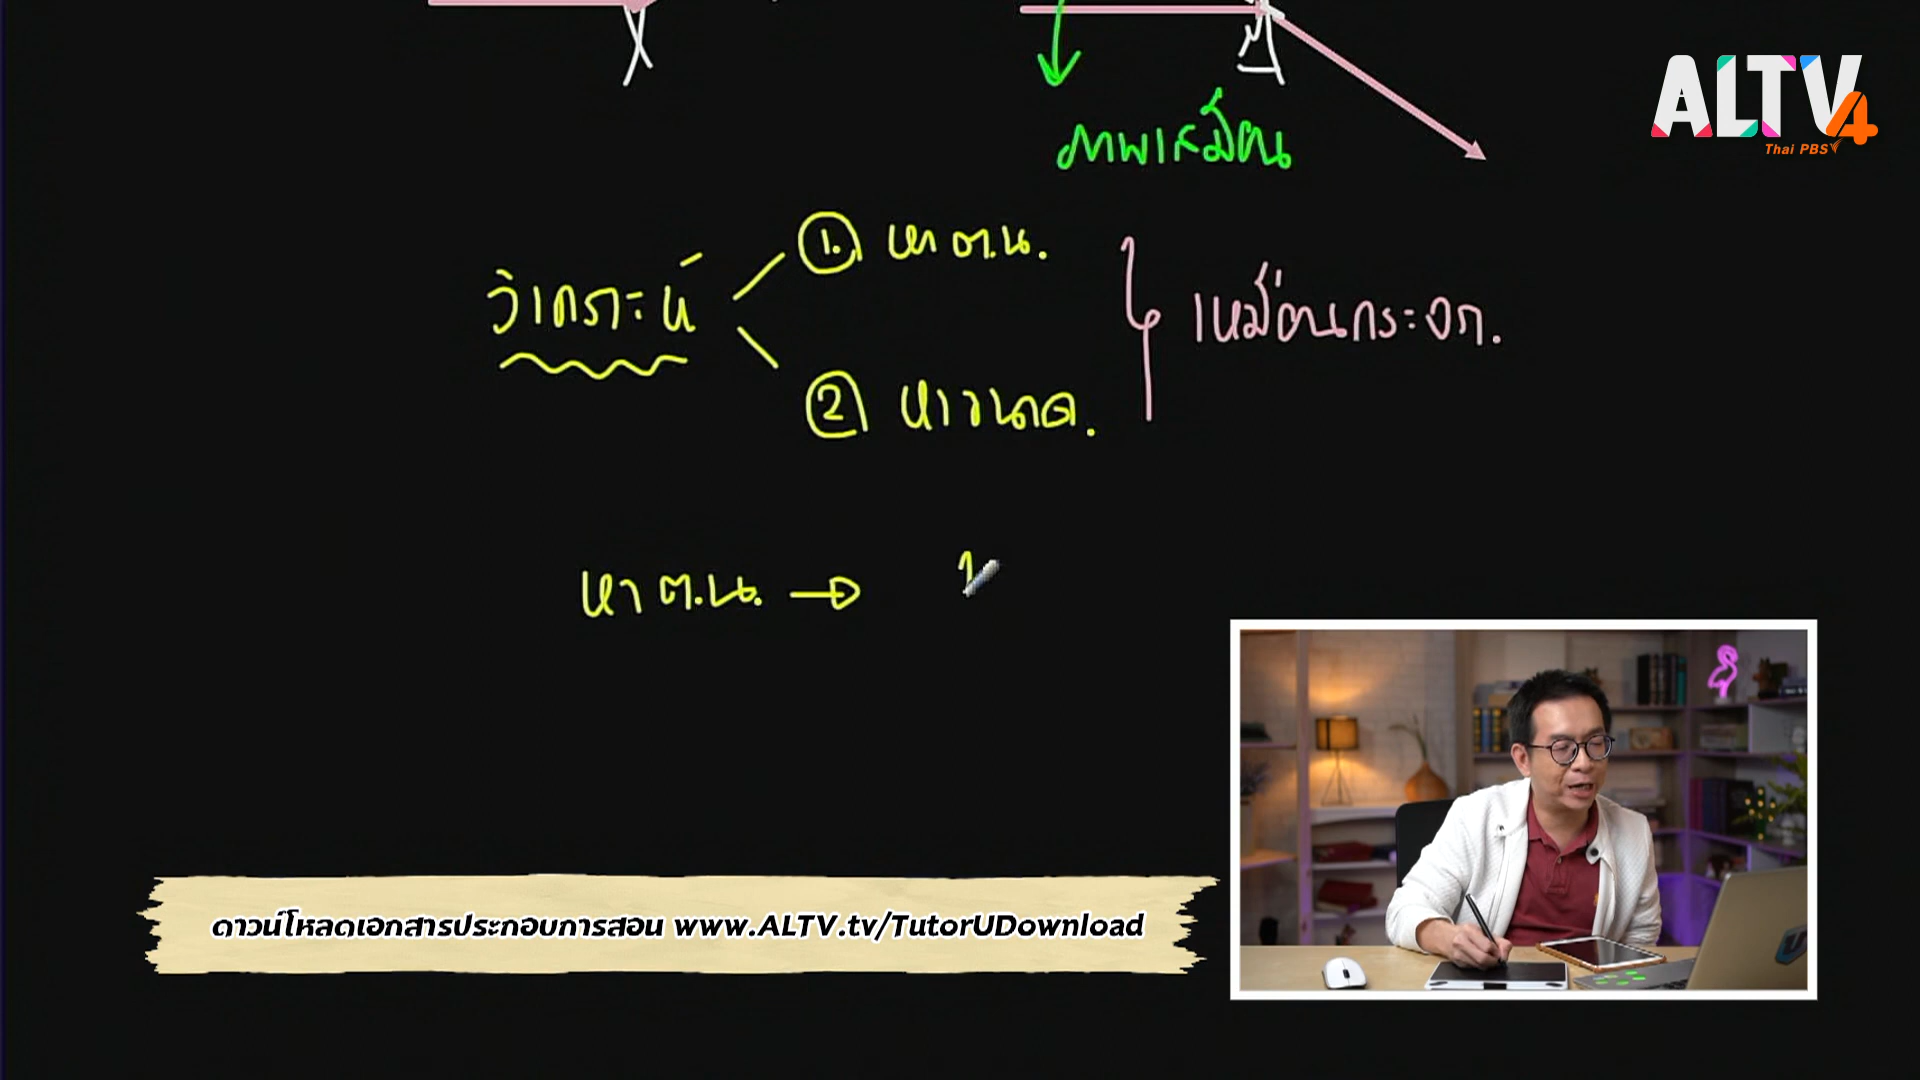 ALTV4
Thai PBS
ภาพเหมือน
วิเคราะห์
1. หา ต.น.
2 หาขนาด.
เหมือนกระจก.
หา ต.น. →
ดาวน์โหลดเอกสารประกอบการสอน www.ALTV.tv/TutorUDownload